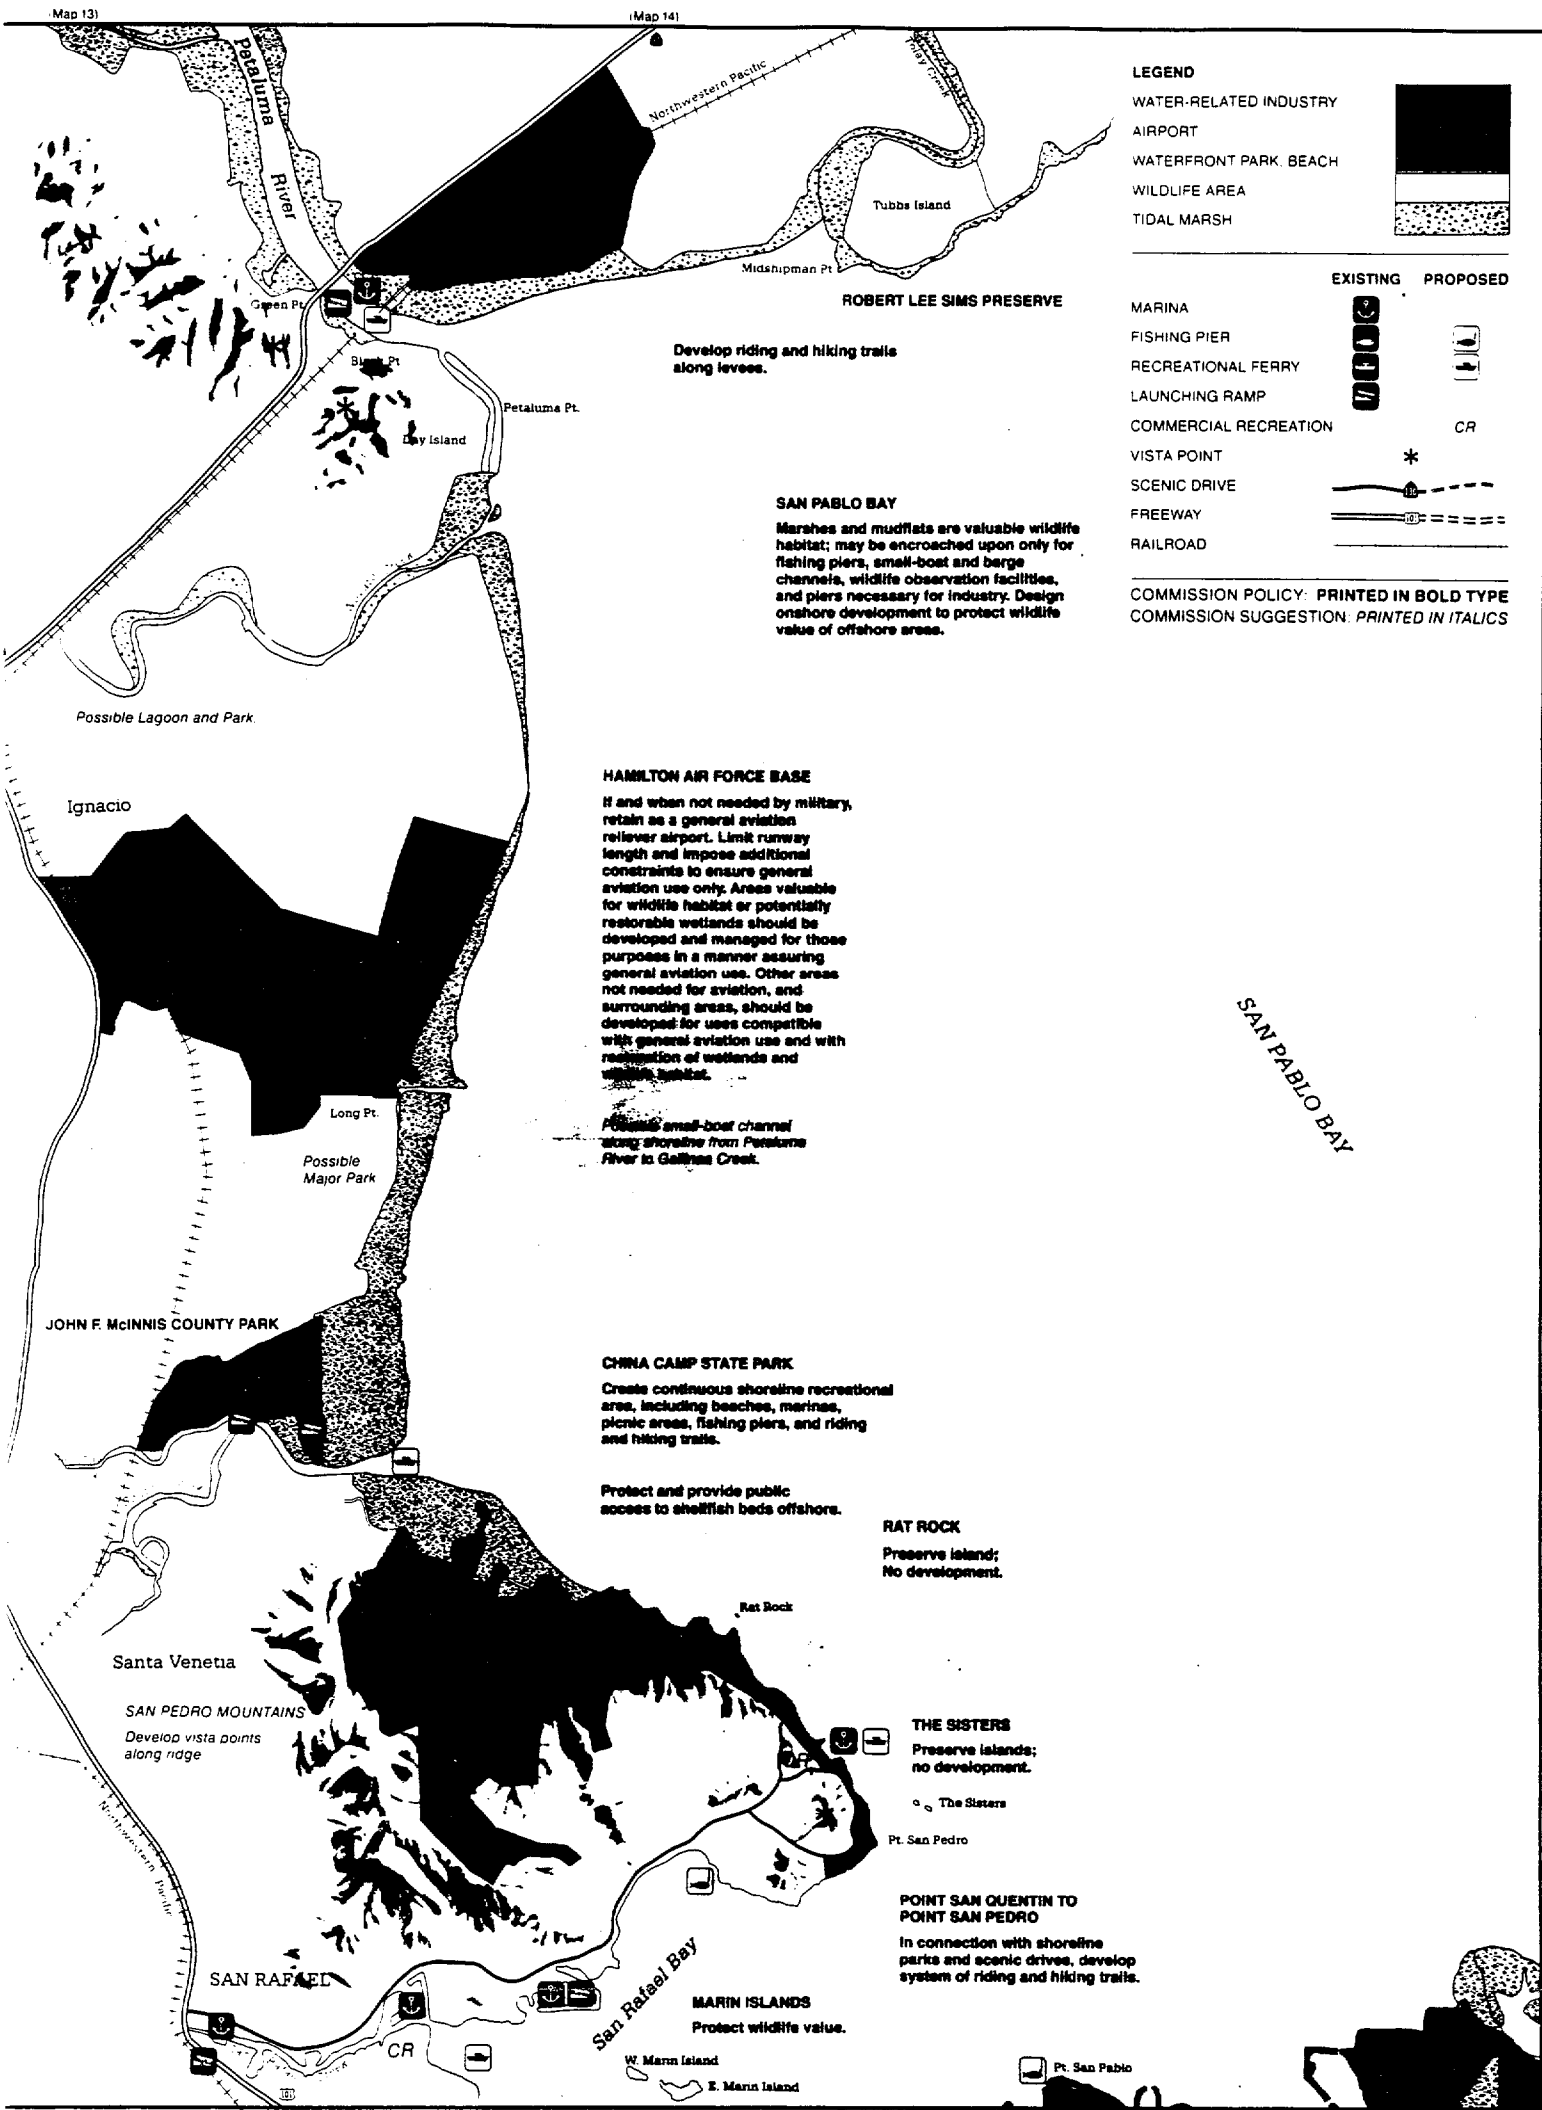 (Map 13)
(Map 14)
Petaluma
River
Northwestern Pacific
Tolay Creek
Tubbs Island
Midshipman Pt
Green Pt.
ROBERT LEE SIMS PRESERVE
Develop riding and hiking trails
along levees.
Black Pt
Petaluma Pt.
Day Island
LEGEND
WATER-RELATED INDUSTRY
AIRPORT
WATERFRONT PARK, BEACH
WILDLIFE AREA
TIDAL MARSH
EXISTING PROPOSED
MARINA
FISHING PIER
RECREATIONAL FERRY
LAUNCHING RAMP
COMMERCIAL RECREATION CR
VISTA POINT
SCENIC DRIVE
FREEWAY 101
RAILROAD
COMMISSION POLICY: PRINTED IN BOLD TYPE
COMMISSION SUGGESTION: PRINTED IN ITALICS
SAN PABLO BAY
Marshes and mudflats are valuable wildlife
habitat; may be encroached upon only for
fishing piers, small-boat and barge
channels, wildlife observation facilities,
and piers necessary for industry. Design
onshore development to protect wildlife
value of offshore areas.
Possible Lagoon and Park.
Ignacio
HAMILTON AIR FORCE BASE
If and when not needed by military,
retain as a general aviation
reliever airport. Limit runway
length and impose additional
constraints to ensure general
aviation use only. Areas valuable
for wildlife habitat or potentially
restorable wetlands should be
developed and managed for those
purposes in a manner assuring
general aviation use. Other areas
not needed for aviation, and
surrounding areas, should be
developed for uses compatible
with general aviation use and with
restoration of wetlands and
wildlife habitat.
SAN PABLO BAY
Long Pt.
Possible small-boat channel
along shoreline from Petaluma
River to Gallinas Creek.
Possible
Major Park
JOHN F. McINNIS COUNTY PARK
CHINA CAMP STATE PARK
Create continuous shoreline recreational
area, including beaches, marinas,
picnic areas, fishing piers, and riding
and hiking trails.
Protect and provide public
access to shellfish beds offshore.
RAT ROCK
Preserve island;
No development.
Rat Rock
Santa Venetia
SAN PEDRO MOUNTAINS
Develop vista points
along ridge
THE SISTERS
Preserve islands;
no development.
The Sisters
Pt. San Pedro
Northwestern Pacific
POINT SAN QUENTIN TO
POINT SAN PEDRO
In connection with shoreline
parks and scenic drives, develop
system of riding and hiking trails.
SAN RAFAEL
San Rafael Bay
MARIN ISLANDS
Protect wildlife value.
CR
W. Marin Island
E. Marin Island
Pt. San Pablo
101